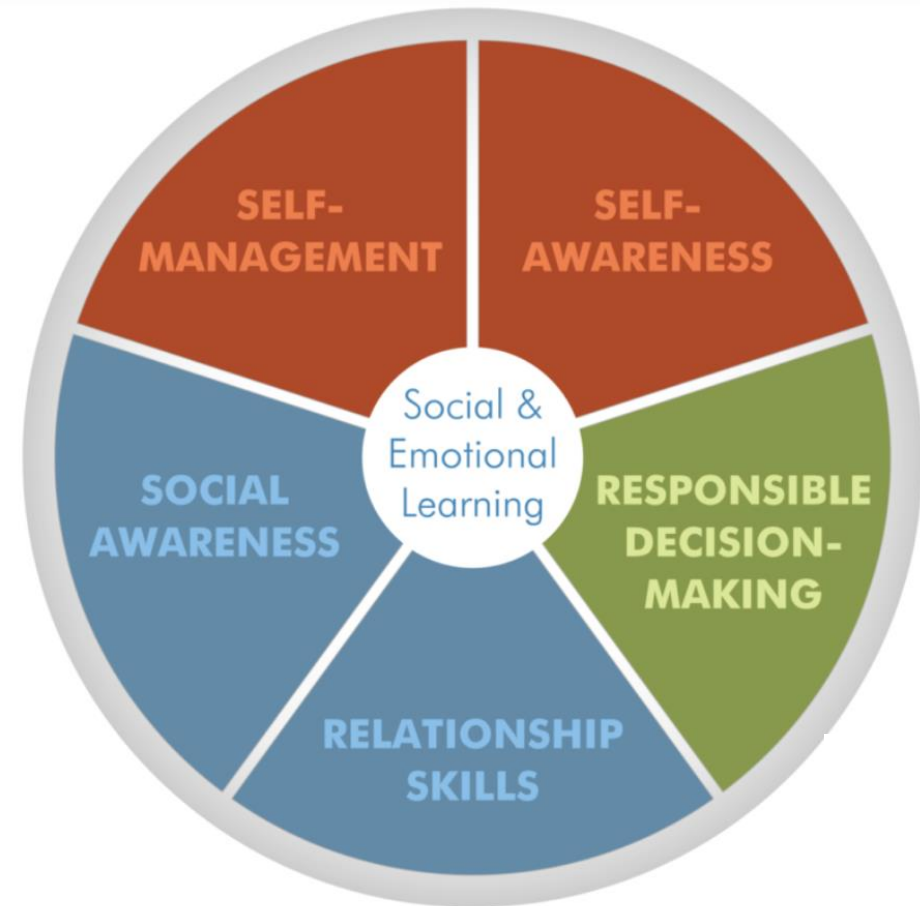 SELF-
MANAGEMENT
SELF-
AWARENESS
Social &
Emotional
Learning
SOCIAL
AWARENESS
RESPONSIBLE
DECISION-
MAKING
RELATIONSHIP
SKILLS